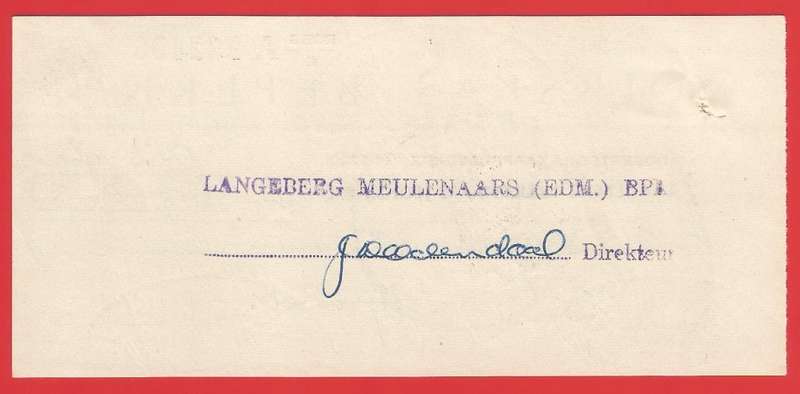 LANGEBERG MEULENAARS (EDM.) BPK
Direkteur